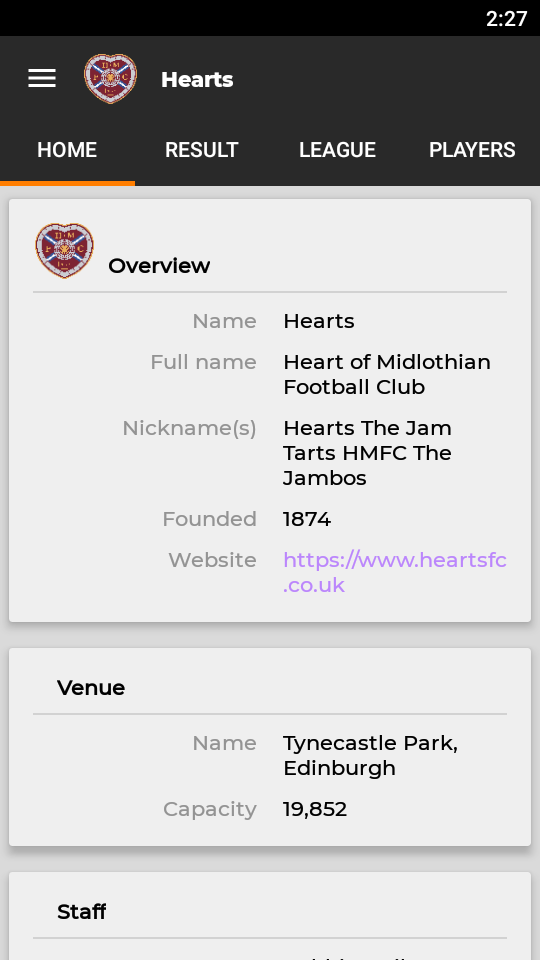 2:27
Hearts
HOME RESULT LEAGUE PLAYERS
Overview
Name Hearts
Full name Heart of Midlothian
Football Club
Nickname(s) Hearts The Jam
Tarts HMFC The
Jambos
Founded 1874
Website https://www.heartsfc
.co.uk
Venue
Name Tynecastle Park,
Edinburgh
Capacity 19,852
Staff